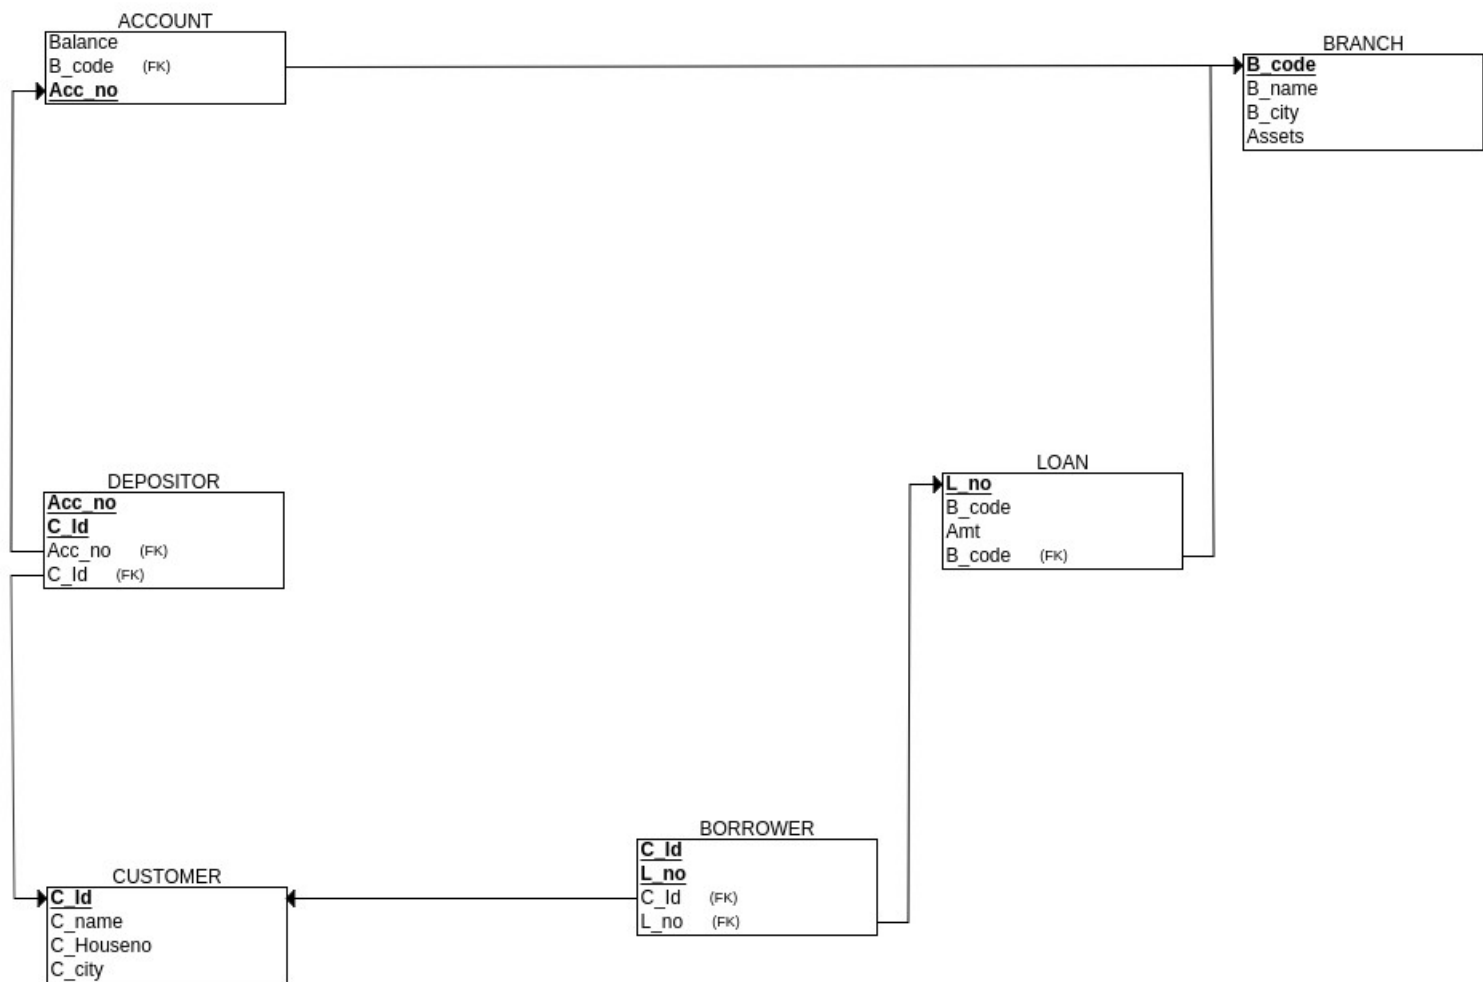 ACCOUNT
Balance
B_code (FK)
Acc_no
BRANCH
B_code
B_name
B_city
Assets
DEPOSITOR
Acc_no
C_Id
Acc_no (FK)
C_Id (FK)
LOAN
L_no
B_code
Amt
B_code (FK)
BORROWER
C_Id
L_no
C_Id (FK)
L_no (FK)
CUSTOMER
C_Id
C_name
C_Houseno
C_city